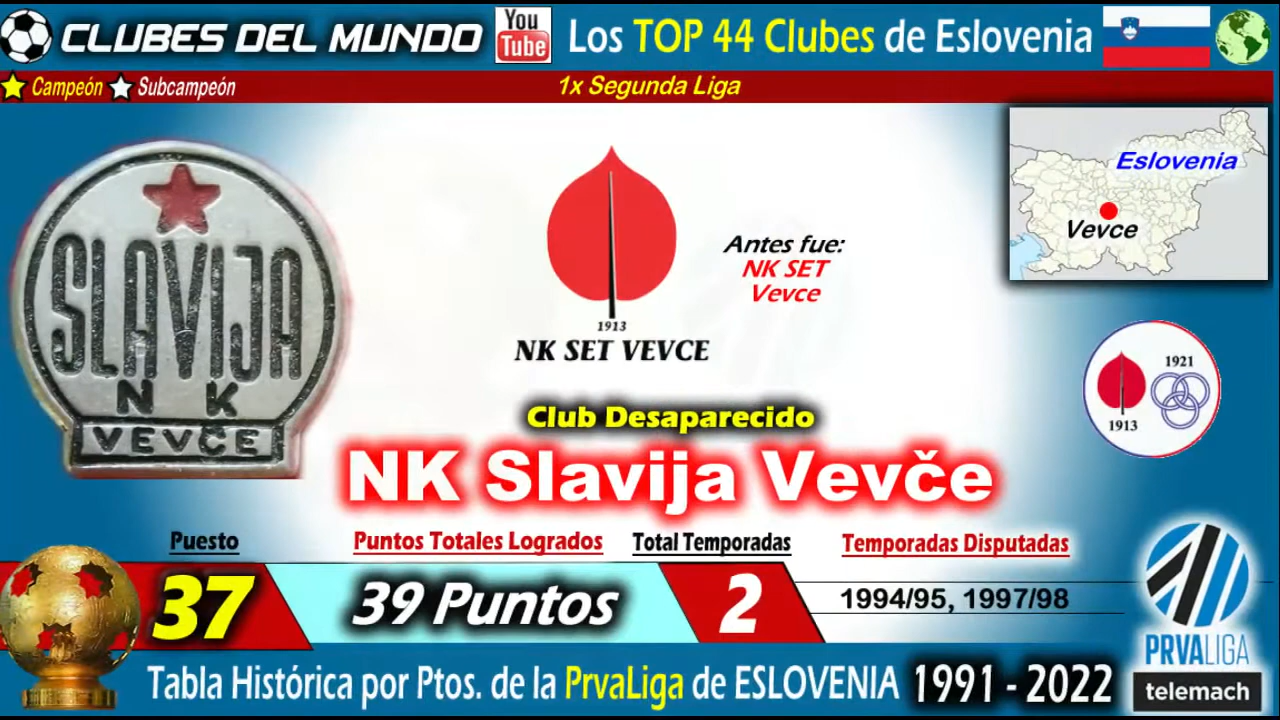 CLUBES DEL MUNDO
You Tube
Los TOP 44 Clubes de Eslovenia
Campeón Subcampeón
1x Segunda Liga
Eslovenia
Vevce
SLAVIJA
N K
VEVČE
1913
NK SET VEVCE
Antes fue:
NK SET
Vevce
1921
1913
Club Desaparecido
NK Slavija Vevče
Puesto
Puntos Totales Logrados
Total Temporadas
Temporadas Disputadas
37
39 Puntos
2
1994/95, 1997/98
PRVALIGA
telemach
Tabla Histórica por Ptos. de la PrvaLiga de ESLOVENIA 1991 - 2022